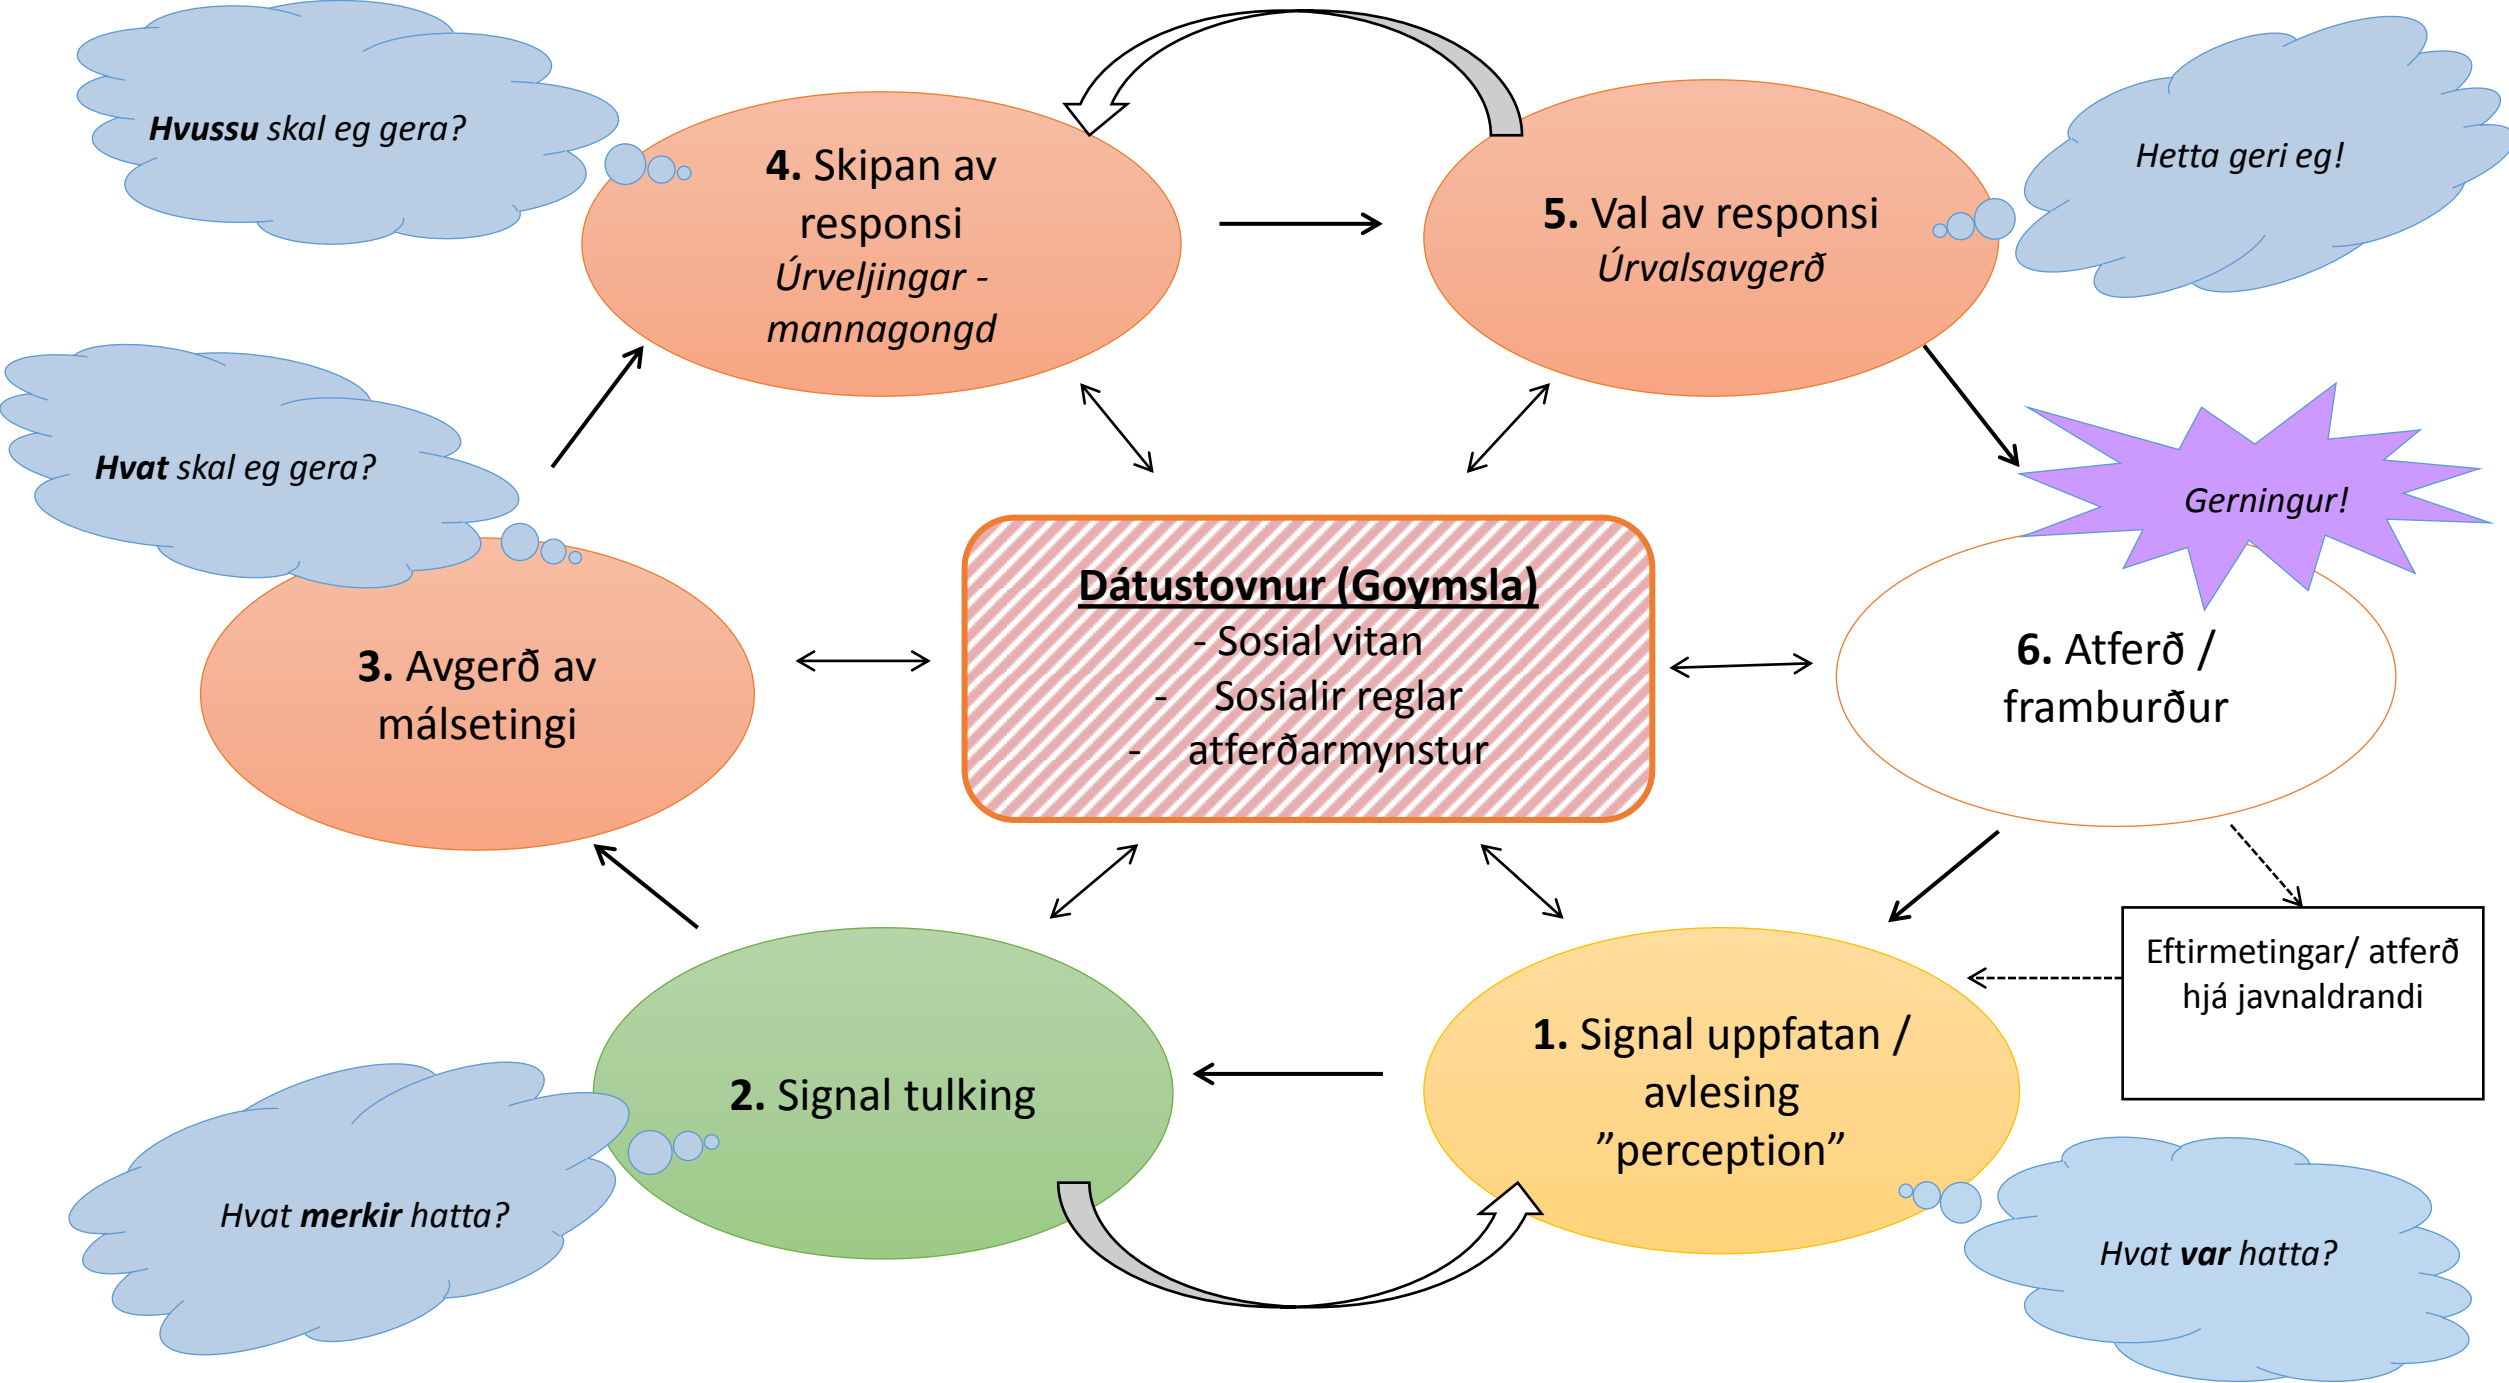 Hvussu skal eg gera?
4. Skipan av
responsi
Úrveljingar -
mannagongd
5. Val av responsi
Úrvalsavgerð
Hetta geri eg!
Hvat skal eg gera?
Gerningur!
3. Avgerð av
málsetingi
Dátustovnur (Goymsla)
- Sosial vitan
- Sosialir reglar
- atferðarmynstur
6. Atferð /
framburður
Eftirmetingar/ atferð
hjá javnaldrandi
2. Signal tulking
1. Signal uppfatan /
avlesing
”perception”
Hvat merkir hatta?
Hvat var hatta?